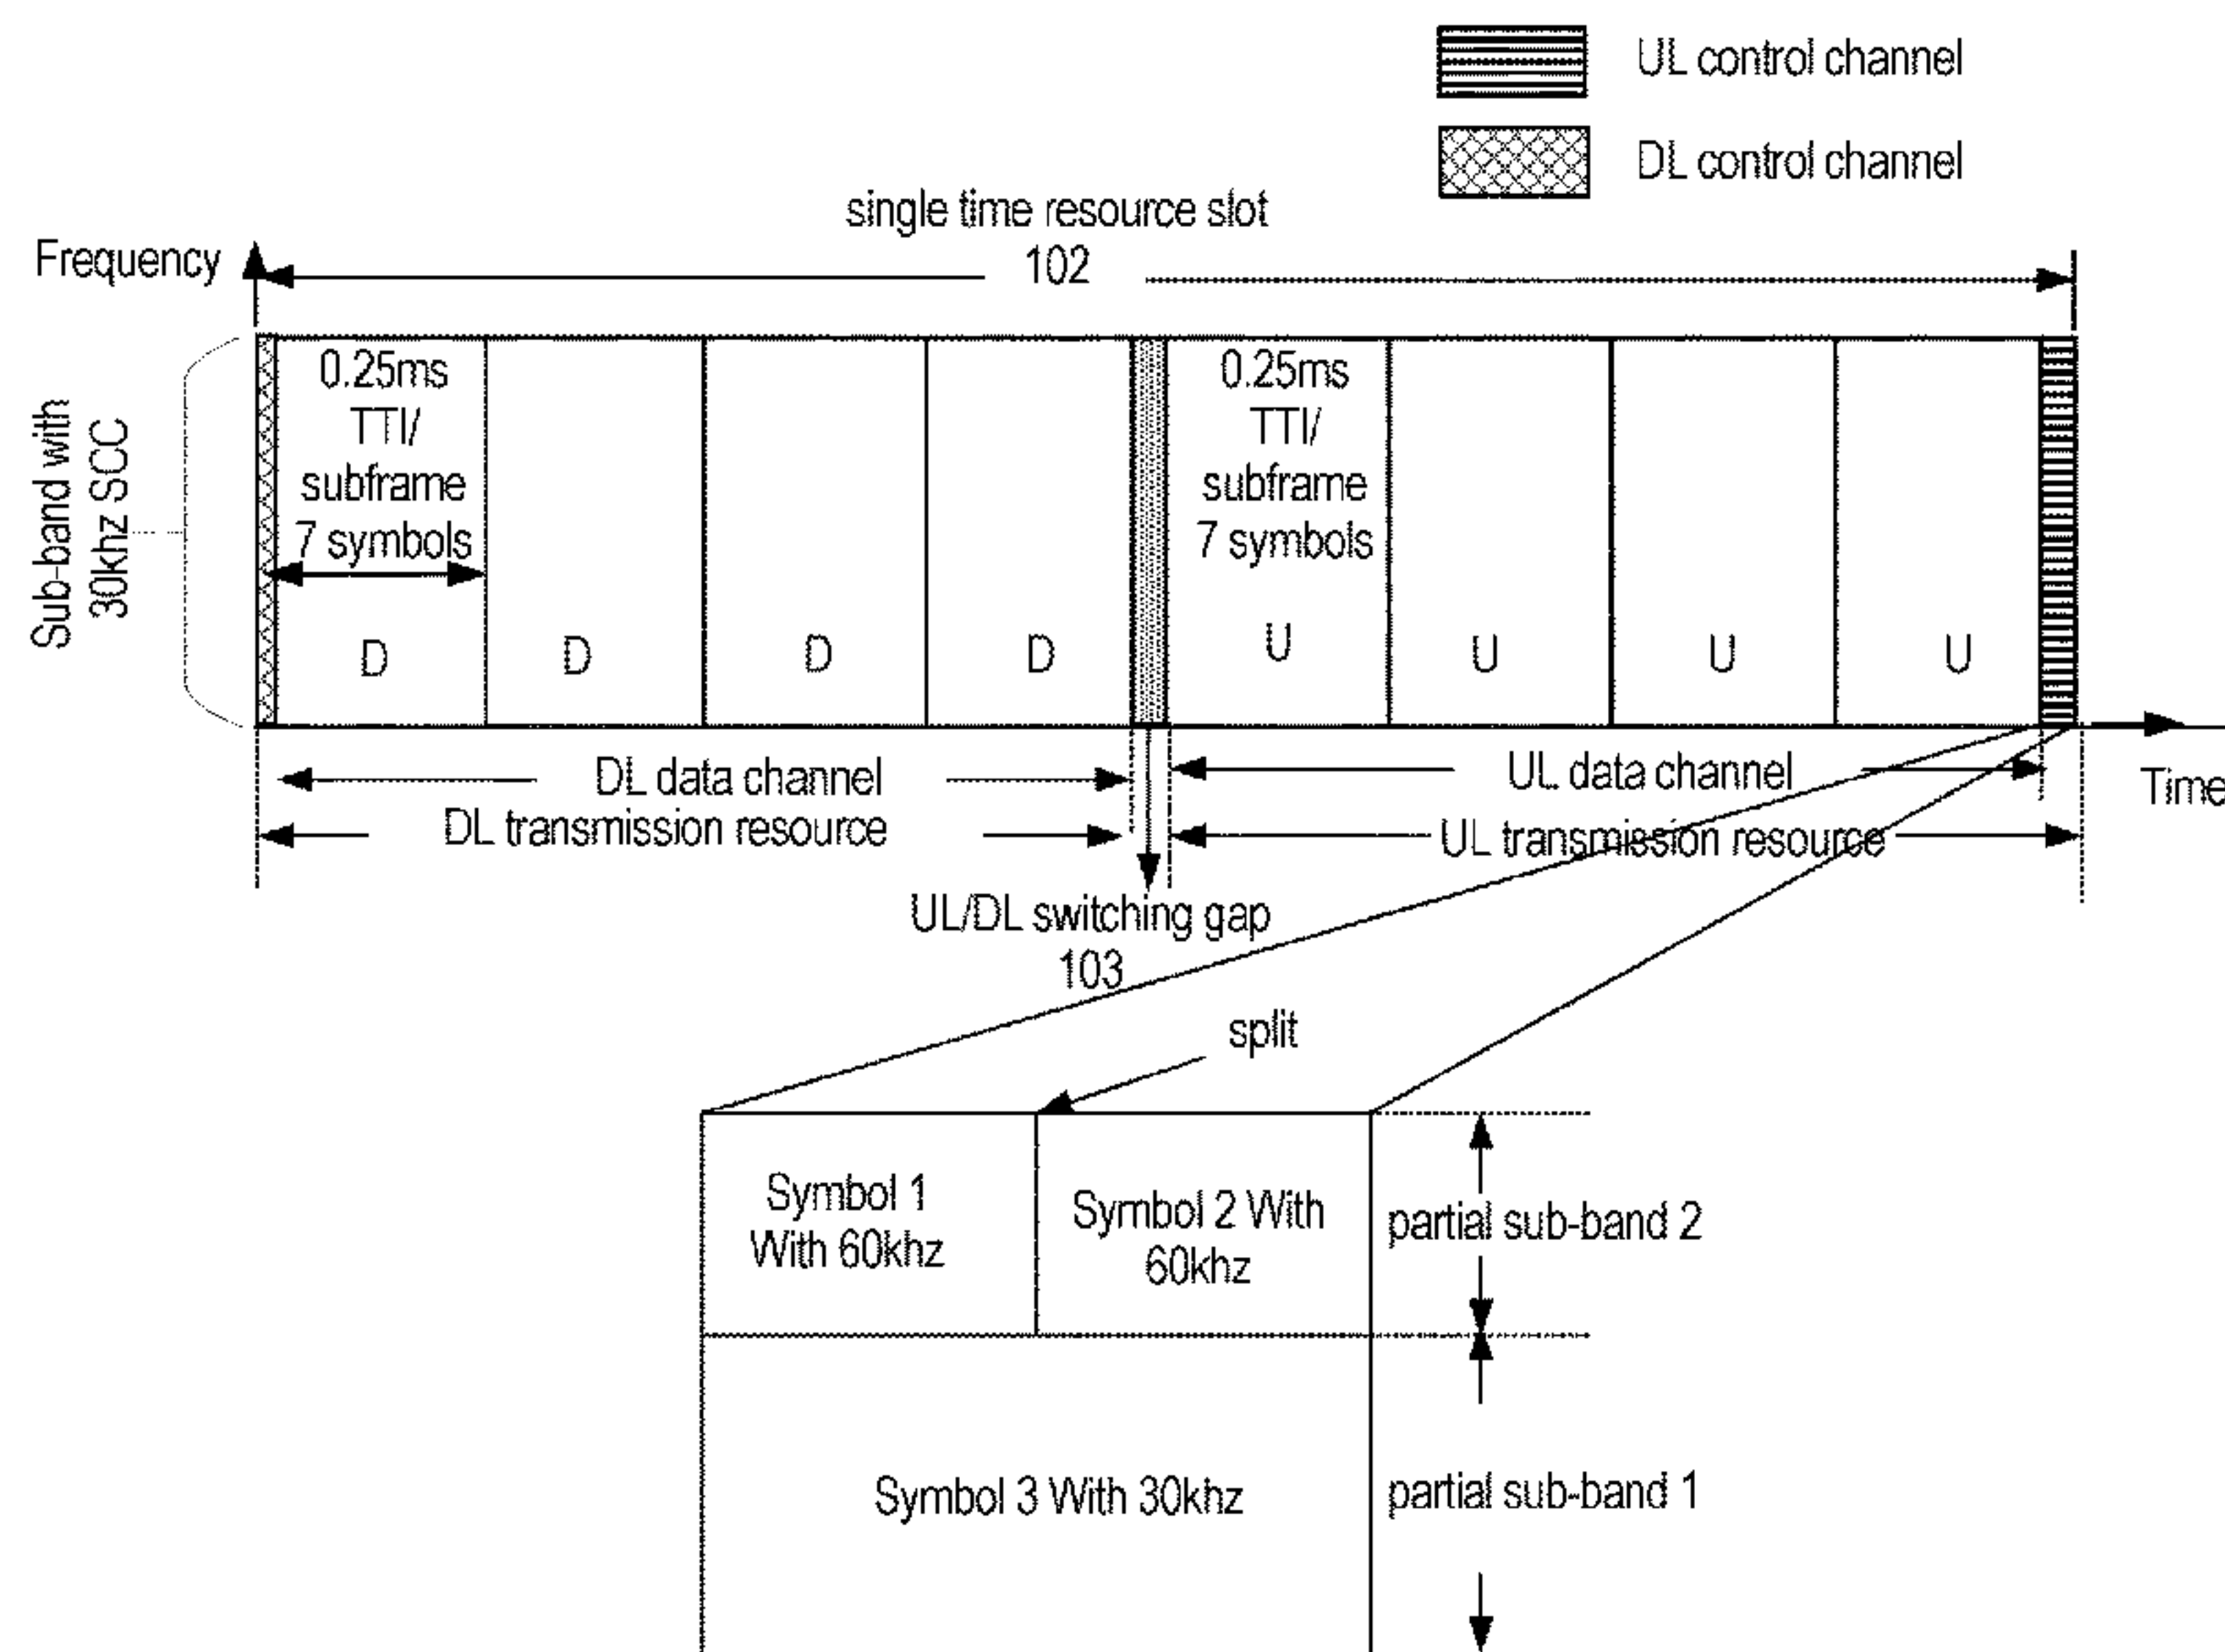 UL control channel
DL control channel
single time resource slot
102
Frequency
Sub-band with
30khz SCC
0.25ms
TTI/
subframe
7 symbols
D
D
D
D
0.25ms
TTI/
subframe
7 symbols
U
U
U
U
DL data channel
UL data channel
Time
DL transmission resource
UL transmission resource
UL/DL switching gap
103
split
Symbol 1
With 60khz
Symbol 2 With
60khz
partial sub-band 2
Symbol 3 With 30khz
partial sub-band 1